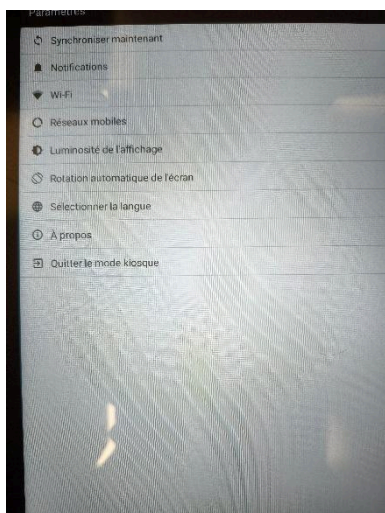 Paramètres
Synchroniser maintenant
Notifications
Wi-Fi
Réseaux mobiles
Luminosité de l'affichage
Rotation automatique de l'écran
Sélectionner la langue
À propos
Quitter le mode kiosque